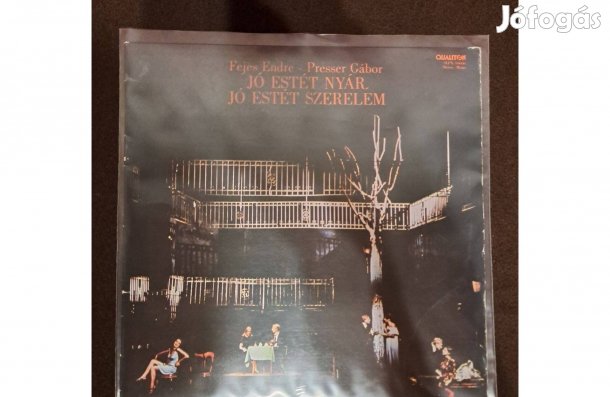 Jófogás
QUALITON
Fejes Endre - Presser Gábor
JÓ ESTÉT NYÁR,
JÓ ESTÉT SZERELEM